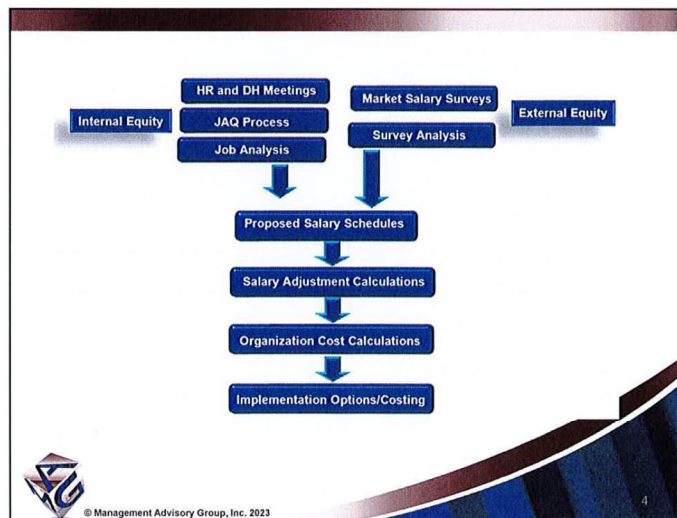 HR and DH Meetings
Internal Equity
JAQ Process
Job Analysis
Market Salary Surveys
External Equity
Survey Analysis
Proposed Salary Schedules
Salary Adjustment Calculations
Organization Cost Calculations
Implementation Options/Costing
© Management Advisory Group, Inc. 2023
4